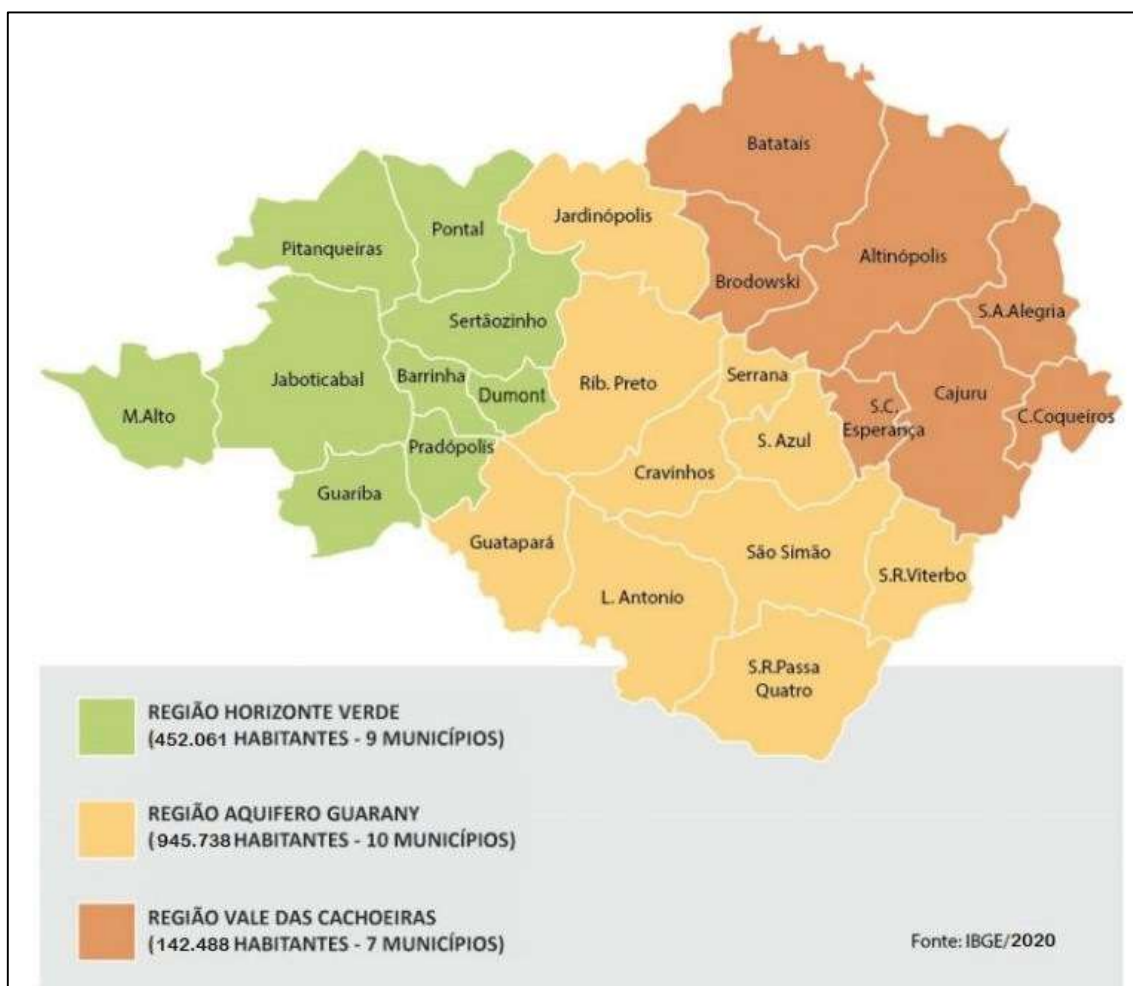 Batatais
Jardinópolis
Pontal
Pitanqueiras
Altinópolis
Brodowski
S.A.Alegria
Sertãozinho
Jaboticabal
Barrinha
Dumont
Rib. Preto
Serrana
S.C.
Esperança
Cajuru
C.Coqueiros
M.Alto
Pradópolis
S. Azul
Cravinhos
Guariba
Guatapará
São Simão
S.R.Viterbo
L. Antonio
S.R.Passa
Quatro
REGIÃO HORIZONTE VERDE
(452.061 HABITANTES - 9 MUNICÍPIOS)
REGIÃO AQUIFERO GUARANY
(945.738 HABITANTES - 10 MUNICÍPIOS)
REGIÃO VALE DAS CACHOEIRAS
(142.488 HABITANTES - 7 MUNICÍPIOS)
Fonte: IBGE/2020